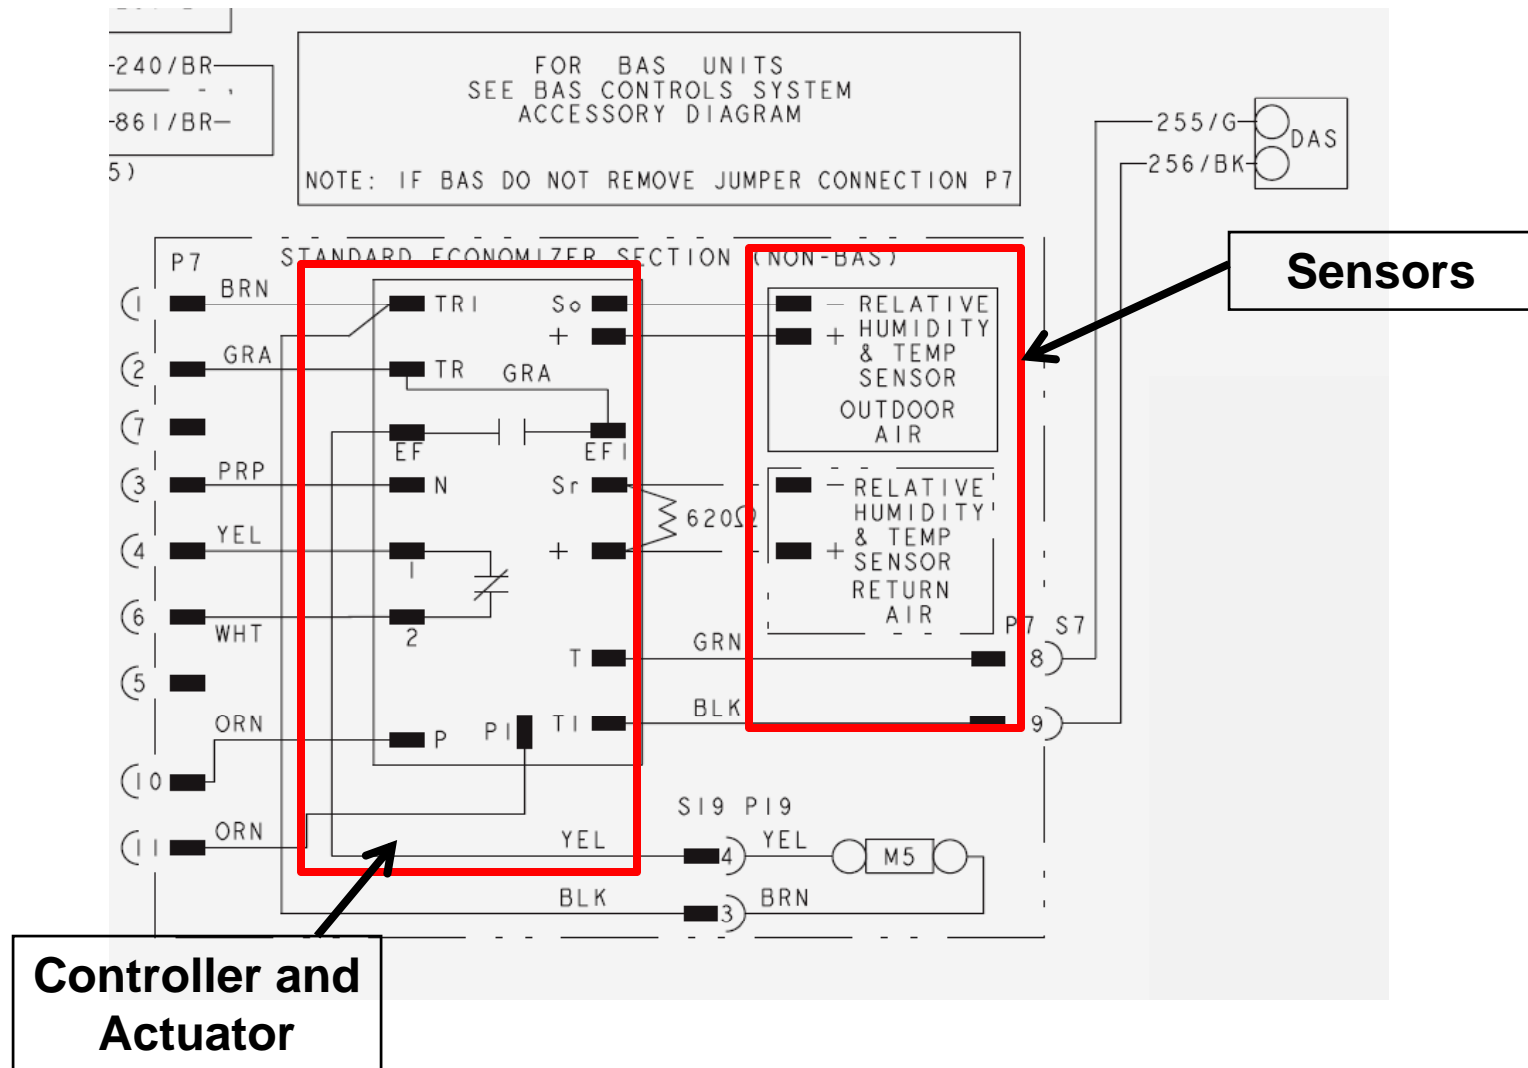 -240/BR-
-861/BR-
5)
FOR BAS UNITS
SEE BAS CONTROLS SYSTEM
ACCESSORY DIAGRAM
NOTE: IF BAS DO NOT REMOVE JUMPER CONNECTION P7
255/G
256/BK
DAS
Sensors
P7
STANDARD ECONOMIZER SECTION (NON-BAS)
1
BRN
TR1
So
+
2
GRA
TR
GRA
7
EF
EF1
3
PRP
N
Sr
+
620Ω
4
YEL
1
6
WHT
2
5
T
GRN
T1
BLK
ORN
P
P1
10
ORN
11
- RELATIVE
+ HUMIDITY
& TEMP
SENSOR
OUTDOOR
AIR
- RELATIVE
HUMIDITY
+ & TEMP
SENSOR
RETURN
AIR
P7 S7
8
9
S19 P19
YEL
4
YEL
M5
BLK
3
BRN
Controller and
Actuator